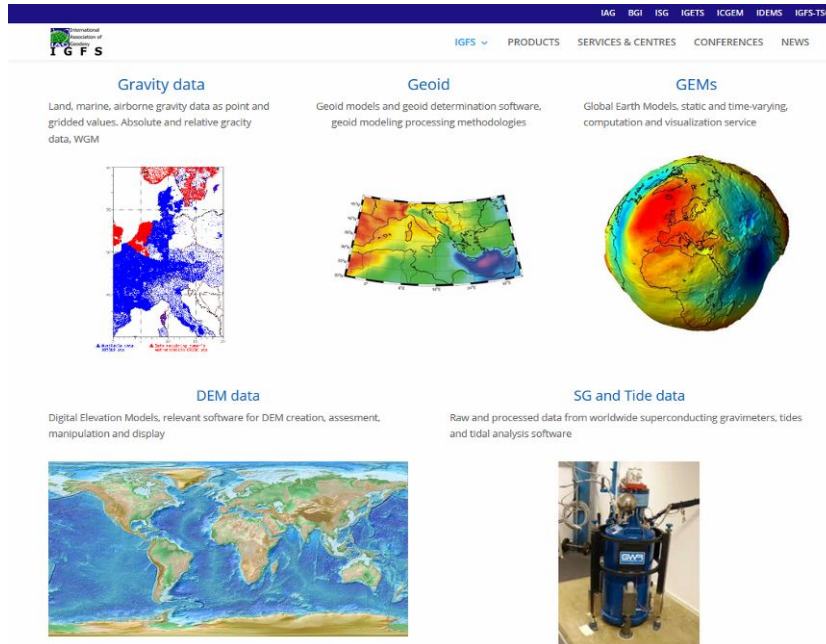 IAG BGI ISG IGETS ICGEM IDEMS IGFS-TS
International
Association of
Geodesy
IAG
I G F S
IGFS PRODUCTS SERVICES & CENTRES CONFERENCES NEWS
Gravity data
Land, marine, airborne gravity data as point and
gridded values. Absolute and relative gracity
data, WGM
Geoid
Geoid models and geoid determination software,
geoid modeling processing methodologies
GEMs
Global Earth Models, static and time-varying,
computation and visualization service
DEM data
Digital Elevation Models, relevant software for DEM creation, assesment,
manipulation and display
SG and Tide data
Raw and processed data from worldwide superconducting gravimeters, tides
and tidal analysis software
GWR